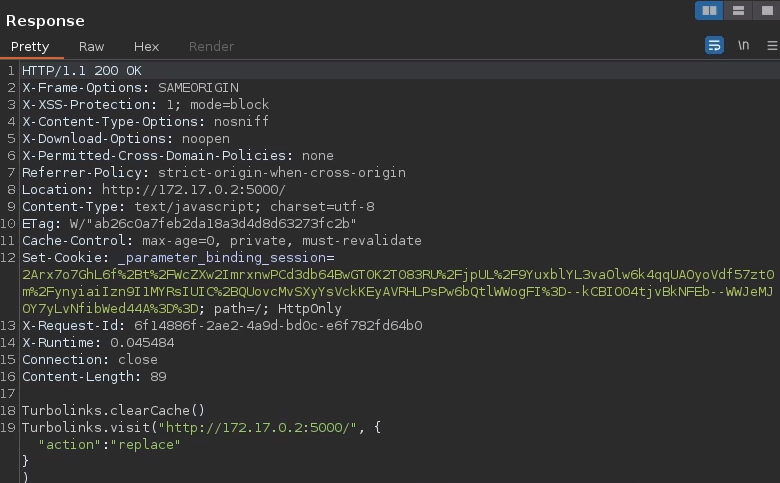 Response
Pretty Raw Hex Render \n
1 HTTP/1.1 200 OK
2 X-Frame-Options: SAMEORIGIN
3 X-XSS-Protection: 1; mode=block
4 X-Content-Type-Options: nosniff
5 X-Download-Options: noopen
6 X-Permitted-Cross-Domain-Policies: none
7 Referrer-Policy: strict-origin-when-cross-origin
8 Location: http://172.17.0.2:5000/
9 Content-Type: text/javascript; charset=utf-8
10 ETag: W/"ab26c0a7feb2da18a3d4d8d63273fc2b"
11 Cache-Control: max-age=0, private, must-revalidate
12 Set-Cookie: _parameter_binding_session=
2Arx7o7GhL6f%2Bt%2FWcZXw2ImrxnwPCd3db64BwGT0K2T083RU%2FjpUL%2F9YuxblYL3vaOlw6k4qqUAOyoVdf57zt0
m%2FynyiaiIzn9I1MYRsIUIC%2BQUovcMvSXyYsVckKEyAVRHLPsPw6bQtlWWogFI%3D--kCBIO04tjvBkNFEb--WWJeMJ
0Y7yLvNfibWed44A%3D%3D; path=/; HttpOnly
13 X-Request-Id: 6f14886f-2ae2-4a9d-bd0c-e6f782fd64b0
14 X-Runtime: 0.045484
15 Connection: close
16 Content-Length: 89
17
18 Turbolinks.clearCache()
19 Turbolinks.visit("http://172.17.0.2:5000/", {
"action":"replace"
}
)